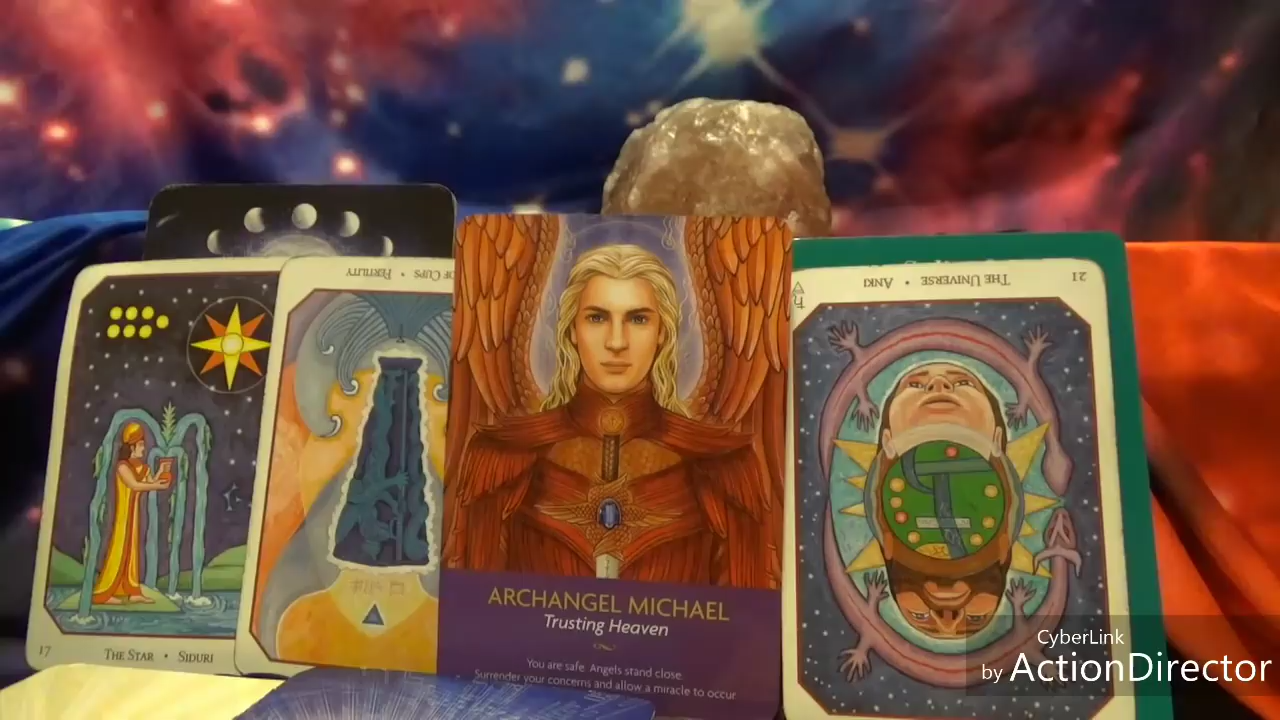 OF CUPS • FERTILITY
THE UNIVERSE • ANKI
21
ARCHANGEL MICHAEL
Trusting Heaven
You are safe. Angels stand close.
Surrender your concerns and allow a miracle to occur
17
THE STAR • SIDURI
CyberLink
by ActionDirector